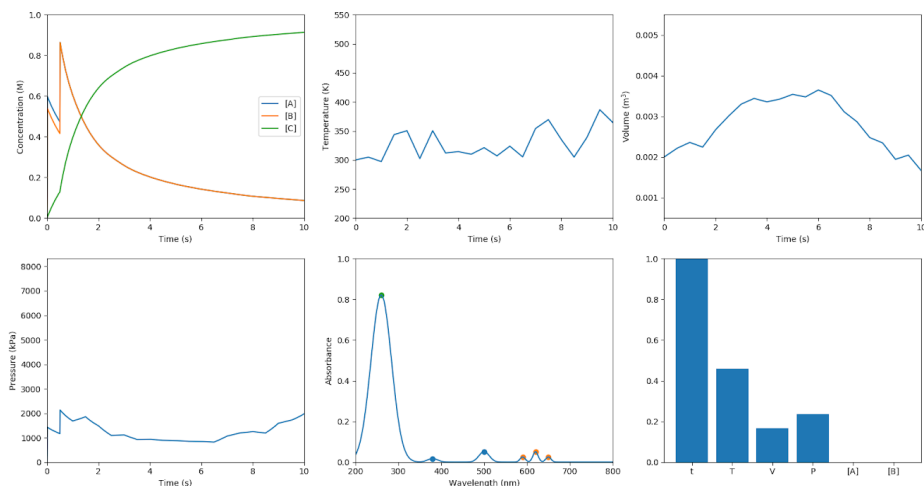 1.0
0.8
0.6
0.4
0.2
0.0
Concentration (M)
[A]
[B]
[C]
0 2 4 6 8 10
Time (s)
550
500
450
400
350
300
250
200
Temperature (K)
0 2 4 6 8 10
Time (s)
0.005
0.004
0.003
0.002
0.001
Volume (m³)
0 2 4 6 8 10
Time (s)
8000
7000
6000
5000
4000
3000
2000
1000
0
Pressure (kPa)
0 2 4 6 8 10
Time (s)
1.0
0.8
0.6
0.4
0.2
0.0
Absorbance
200 300 400 500 600 700 800
Wavelength (nm)
1.0
0.8
0.6
0.4
0.2
0.0
t T V P [A] [B]